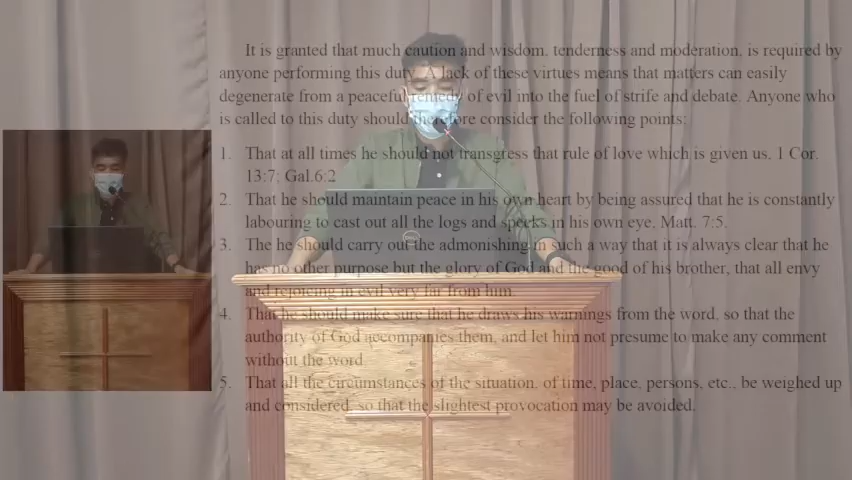 It is granted that much caution and wisdom, tenderness and moderation, is required by
anyone performing this duty. A lack of these virtues means that matters can easily
degenerate from a peaceful remedy of evil into the fuel of strife and debate. Anyone who
is called to this duty should therefore consider the following points:
1. That at all times he should not transgress that rule of love which is given us. 1 Cor.
13:7; Gal.6:2
2. That he should maintain peace in his own heart by being assured that he is constantly
labouring to cast out all the logs and specks in his own eye. Matt. 7:5.
3. The he should carry out the admonishing in such a way that it is always clear that he
has no other purpose but the glory of God and the good of his brother, that all envy
and rejoicing in evil very far from him.
4. That he should make sure that he draws his warnings from the word, so that the
authority of God accompanies them, and let him not presume to make any comment
without the word.
5. That all the circumstances of the situation, of time, place, persons, etc., be weighed up
and considered, so that the slightest provocation may be avoided.